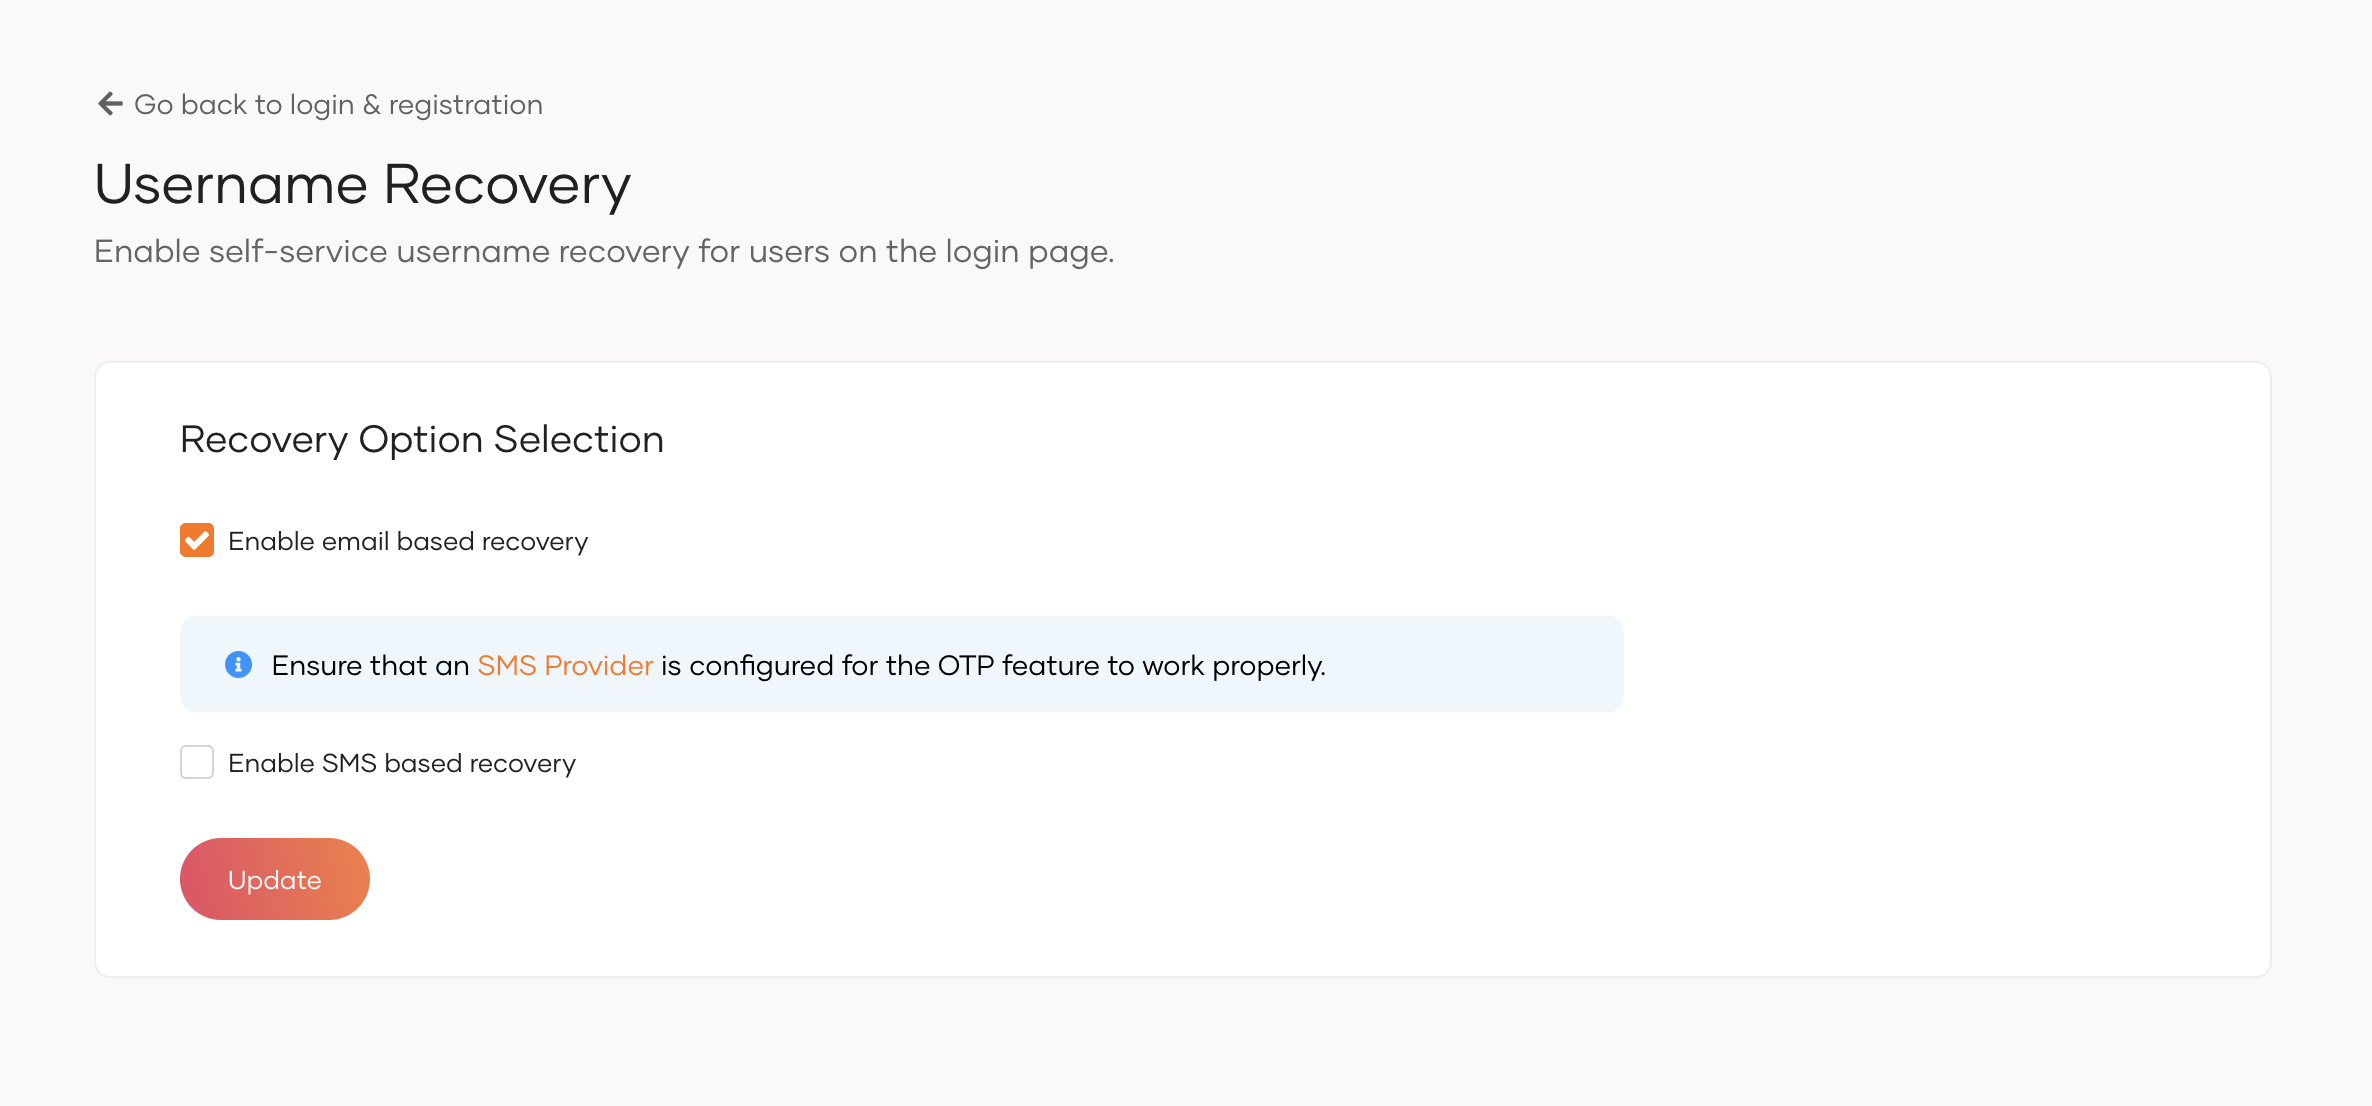 Go back to login & registration
Username Recovery
Enable self-service username recovery for users on the login page.
Recovery Option Selection
Enable email based recovery
Ensure that an SMS Provider is configured for the OTP feature to work properly.
Enable SMS based recovery
Update